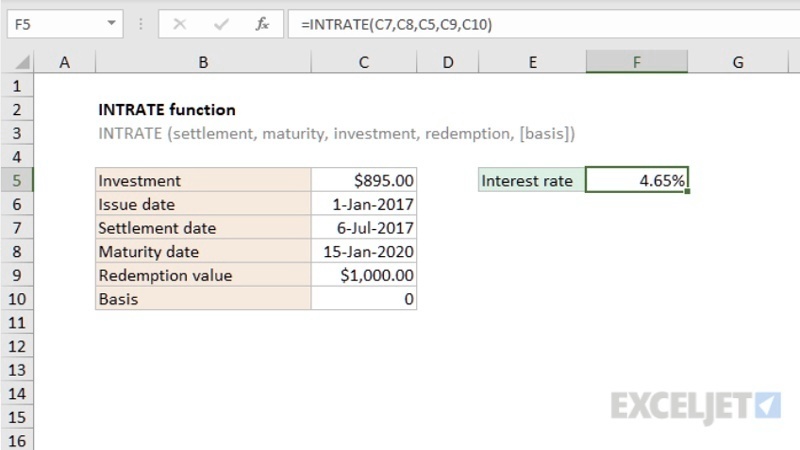 F5 fx =INTRATE(C7,C8,C5,C9,C10)
A B C D E F G
1
2 INTRATE function
3 INTRATE (settlement, maturity, investment, redemption, [basis])
4
5 Investment $895.00 Interest rate 4.65%
6 Issue date 1-Jan-2017
7 Settlement date 6-Jul-2017
8 Maturity date 15-Jan-2020
9 Redemption value $1,000.00
10 Basis 0
11
12
13
14
EXCELJET
15
16